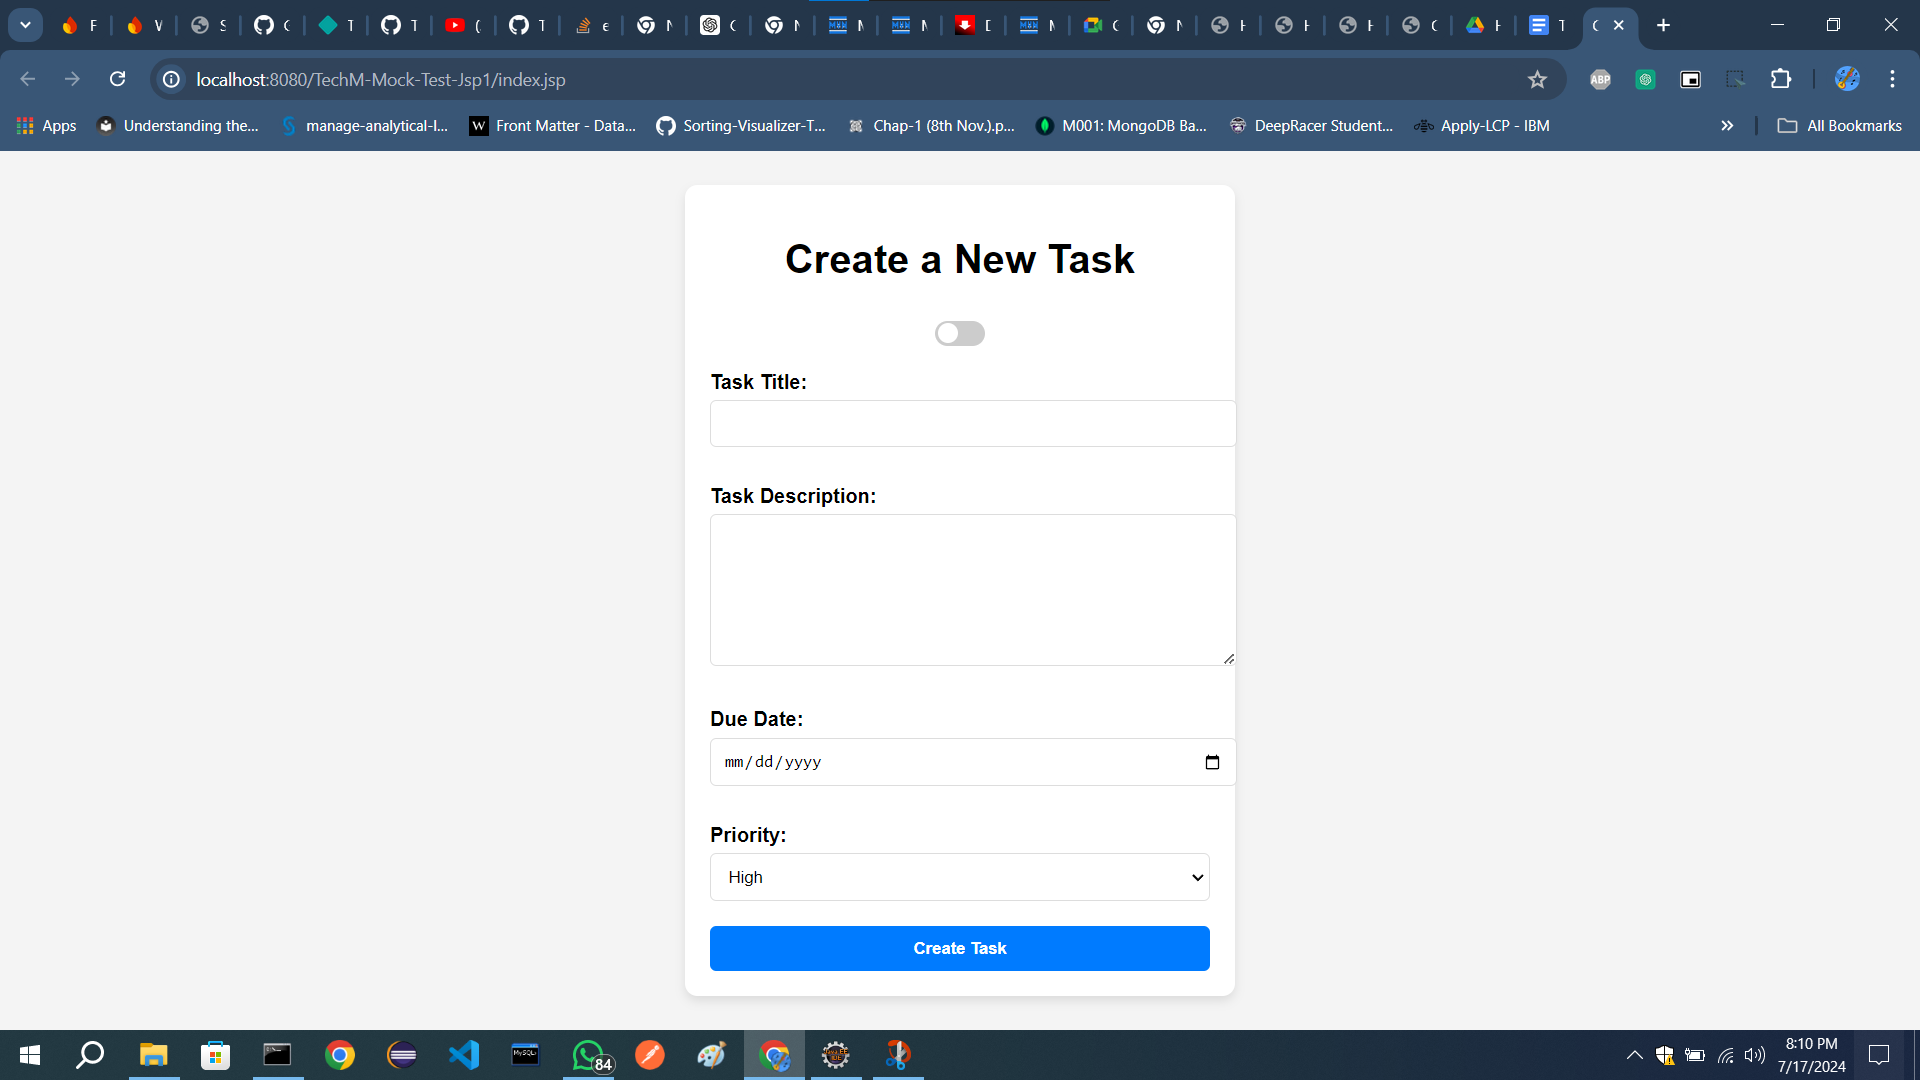 localhost:8080/TechM-Mock-Test-Jsp1/index.jsp
ABP
Apps
Understanding the...
manage-analytical-l...
W
Front Matter - Data...
Sorting-Visualizer-T...
Chap-1 (8th Nov.).p...
M001: MongoDB Ba...
DeepRacer Student...
Apply-LCP - IBM
All Bookmarks
Create a New Task
Task Title:
Task Description:
Due Date:
mm/dd/yyyy
Priority:
High
Create Task
84
8:10 PM
7/17/2024